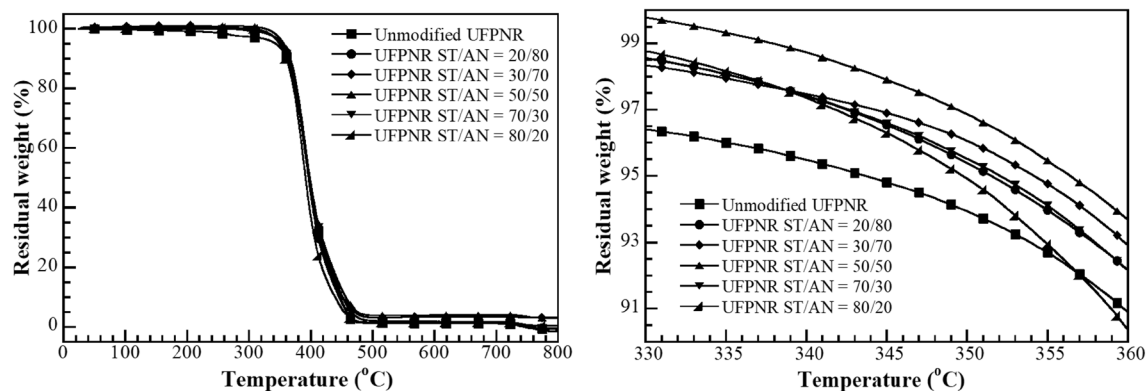 100
80
60
40
20
0
Residual weight (%)
Unmodified UFPNR
UFPNR ST/AN = 20/80
UFPNR ST/AN = 30/70
UFPNR ST/AN = 50/50
UFPNR ST/AN = 70/30
UFPNR ST/AN = 80/20
0 100 200 300 400 500 600 700 800
Temperature (°C)
99
97
95
93
91
Residual weight (%)
Unmodified UFPNR
UFPNR ST/AN = 20/80
UFPNR ST/AN = 30/70
UFPNR ST/AN = 50/50
UFPNR ST/AN = 70/30
UFPNR ST/AN = 80/20
330 335 340 345 350 355 360
Temperature (°C)